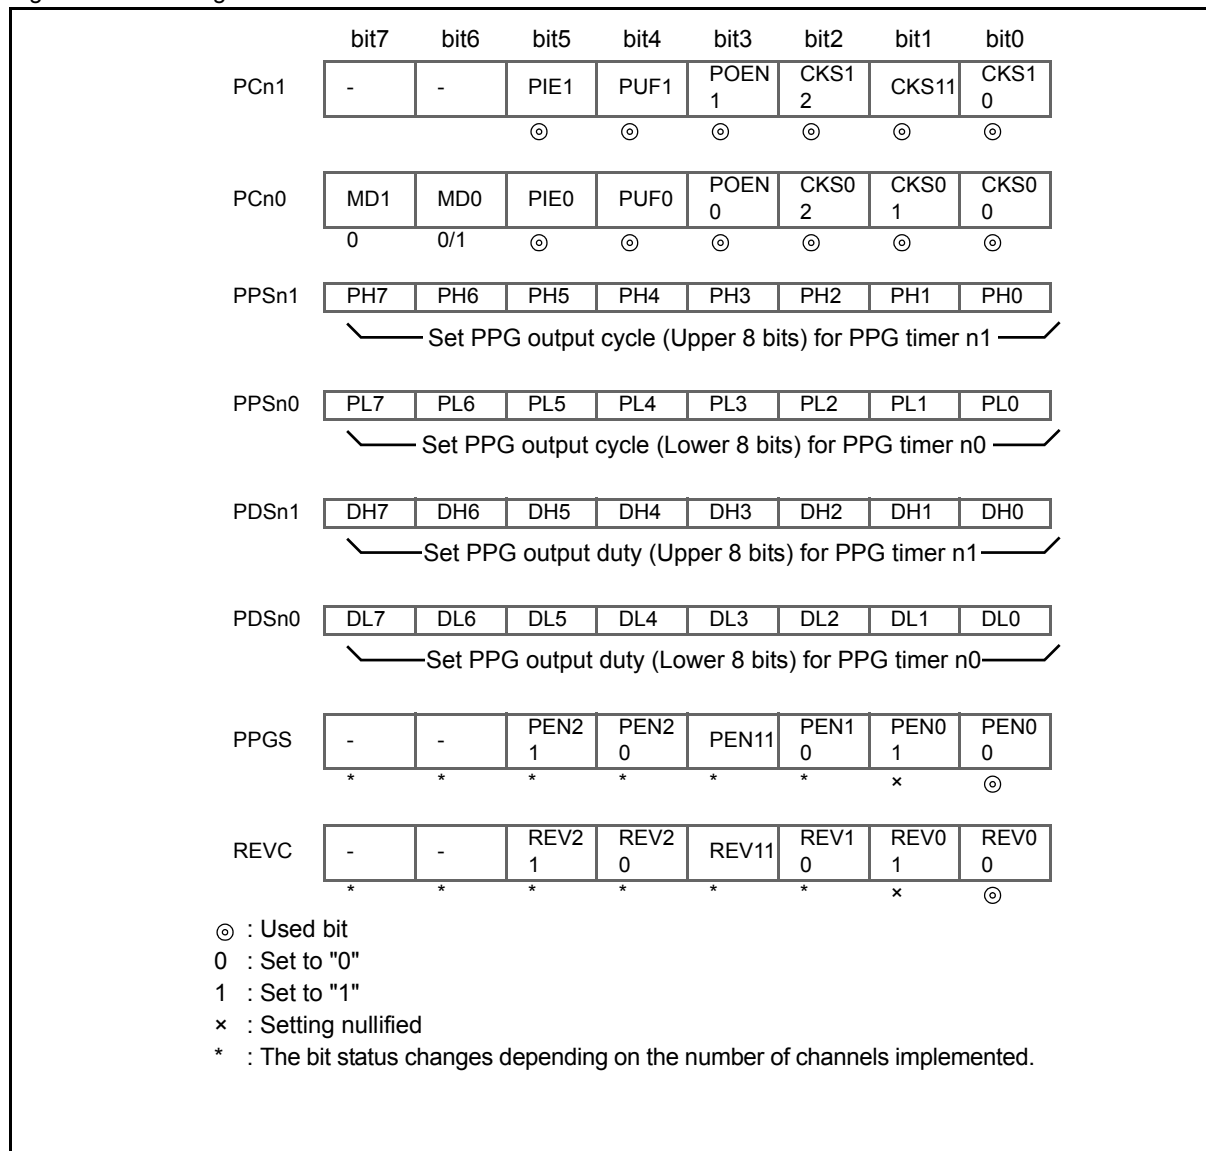 bit7 bit6 bit5 bit4 bit3 bit2 bit1 bit0
PCn1 - - PIE1 PUF1 POEN1 CKS12 CKS11 CKS10
◎ ◎ ◎ ◎ ◎ ◎
PCn0 MD1 MD0 PIE0 PUF0 POEN0 CKS02 CKS01 CKS00
0 0/1 ◎ ◎ ◎ ◎ ◎ ◎
PPSn1 PH7 PH6 PH5 PH4 PH3 PH2 PH1 PH0
Set PPG output cycle (Upper 8 bits) for PPG timer n1
PPSn0 PL7 PL6 PL5 PL4 PL3 PL2 PL1 PL0
Set PPG output cycle (Lower 8 bits) for PPG timer n0
PDSn1 DH7 DH6 DH5 DH4 DH3 DH2 DH1 DH0
Set PPG output duty (Upper 8 bits) for PPG timer n1
PDSn0 DL7 DL6 DL5 DL4 DL3 DL2 DL1 DL0
Set PPG output duty (Lower 8 bits) for PPG timer n0
PPGS - - PEN21 PEN20 PEN11 PEN10 PEN01 PEN00
* * * * * * × ◎
REVC - - REV21 REV20 REV11 REV10 REV01 REV00
* * * * * * × ◎
◎ : Used bit
0 : Set to "0"
1 : Set to "1"
× : Setting nullified
* : The bit status changes depending on the number of channels implemented.